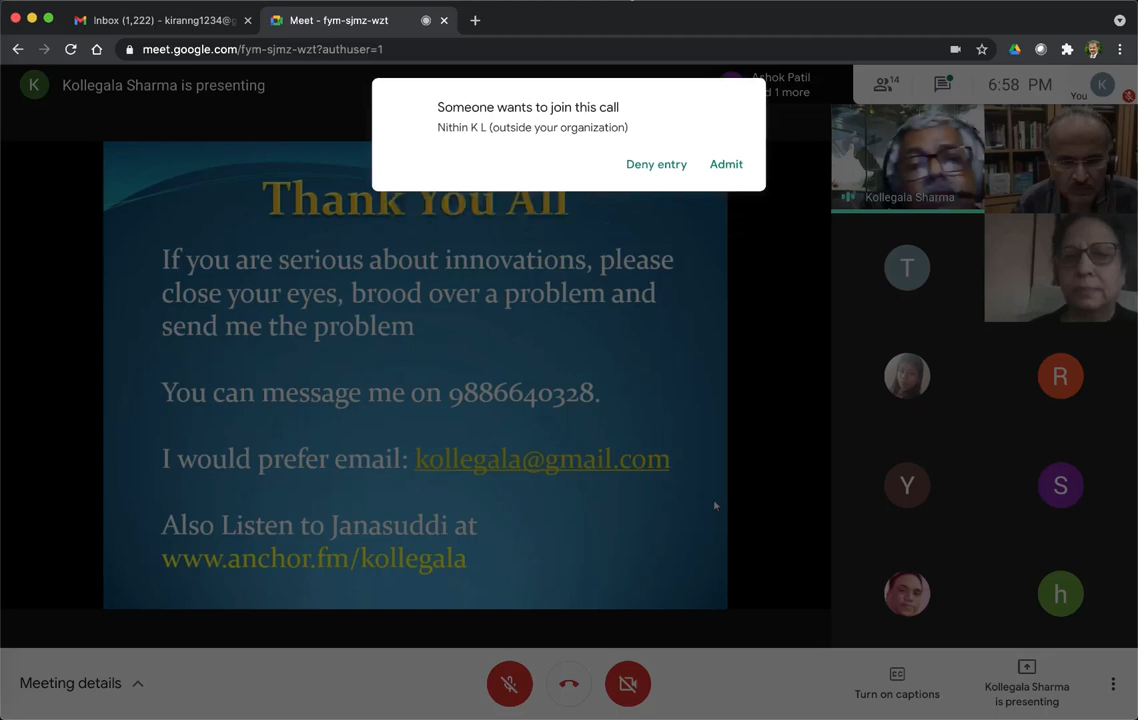 Inbox (1,222) - kiranng1234@g
Meet - fym-sjmz-wzt
meet.google.com/fym-sjmz-wzt?authuser=1
K
Kollegala Sharma is presenting
Someone wants to join this call
Nithin K L (outside your organization)
Deny entry
Admit
Ashok Patil
d 1 more
14
6:58 PM
You
K
Thank You All
If you are serious about innovations, please
close your eyes, brood over a problem and
send me the problem
You can message me on 9886640328.
I would prefer email: kollegala@gmail.com
Also Listen to Janasuddi at
www.anchor.fm/kollegala
Kollegala Sharma
T
R
Y
S
h
Meeting details
CC
Turn on captions
Kollegala Sharma
is presenting